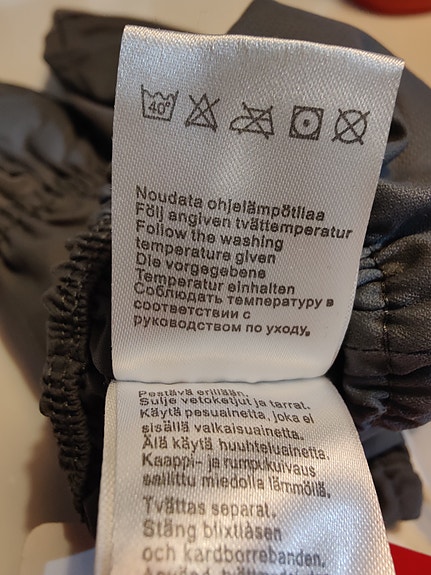 40°
Noudata ohjelämpötilaa
Följ angiven tvättemperatur
Follow the washing
temperature given
Die vorgegebene
Temperatur einhalten
Соблюдать температуру в
соответствии с
руководством по уходу.
Pestävä erillään.
Sulje vetoketjut ja tarrat.
Käytä pesuainetta, joka ei
sisällä valkaisuainetta.
Älä käytä huuhteluainetta.
Kaappi- ja rumpukuivaus
sallittu miedolla lämmöllä.
Tvättas separat.
Stäng blixtlåsen
och kardborrebanden.